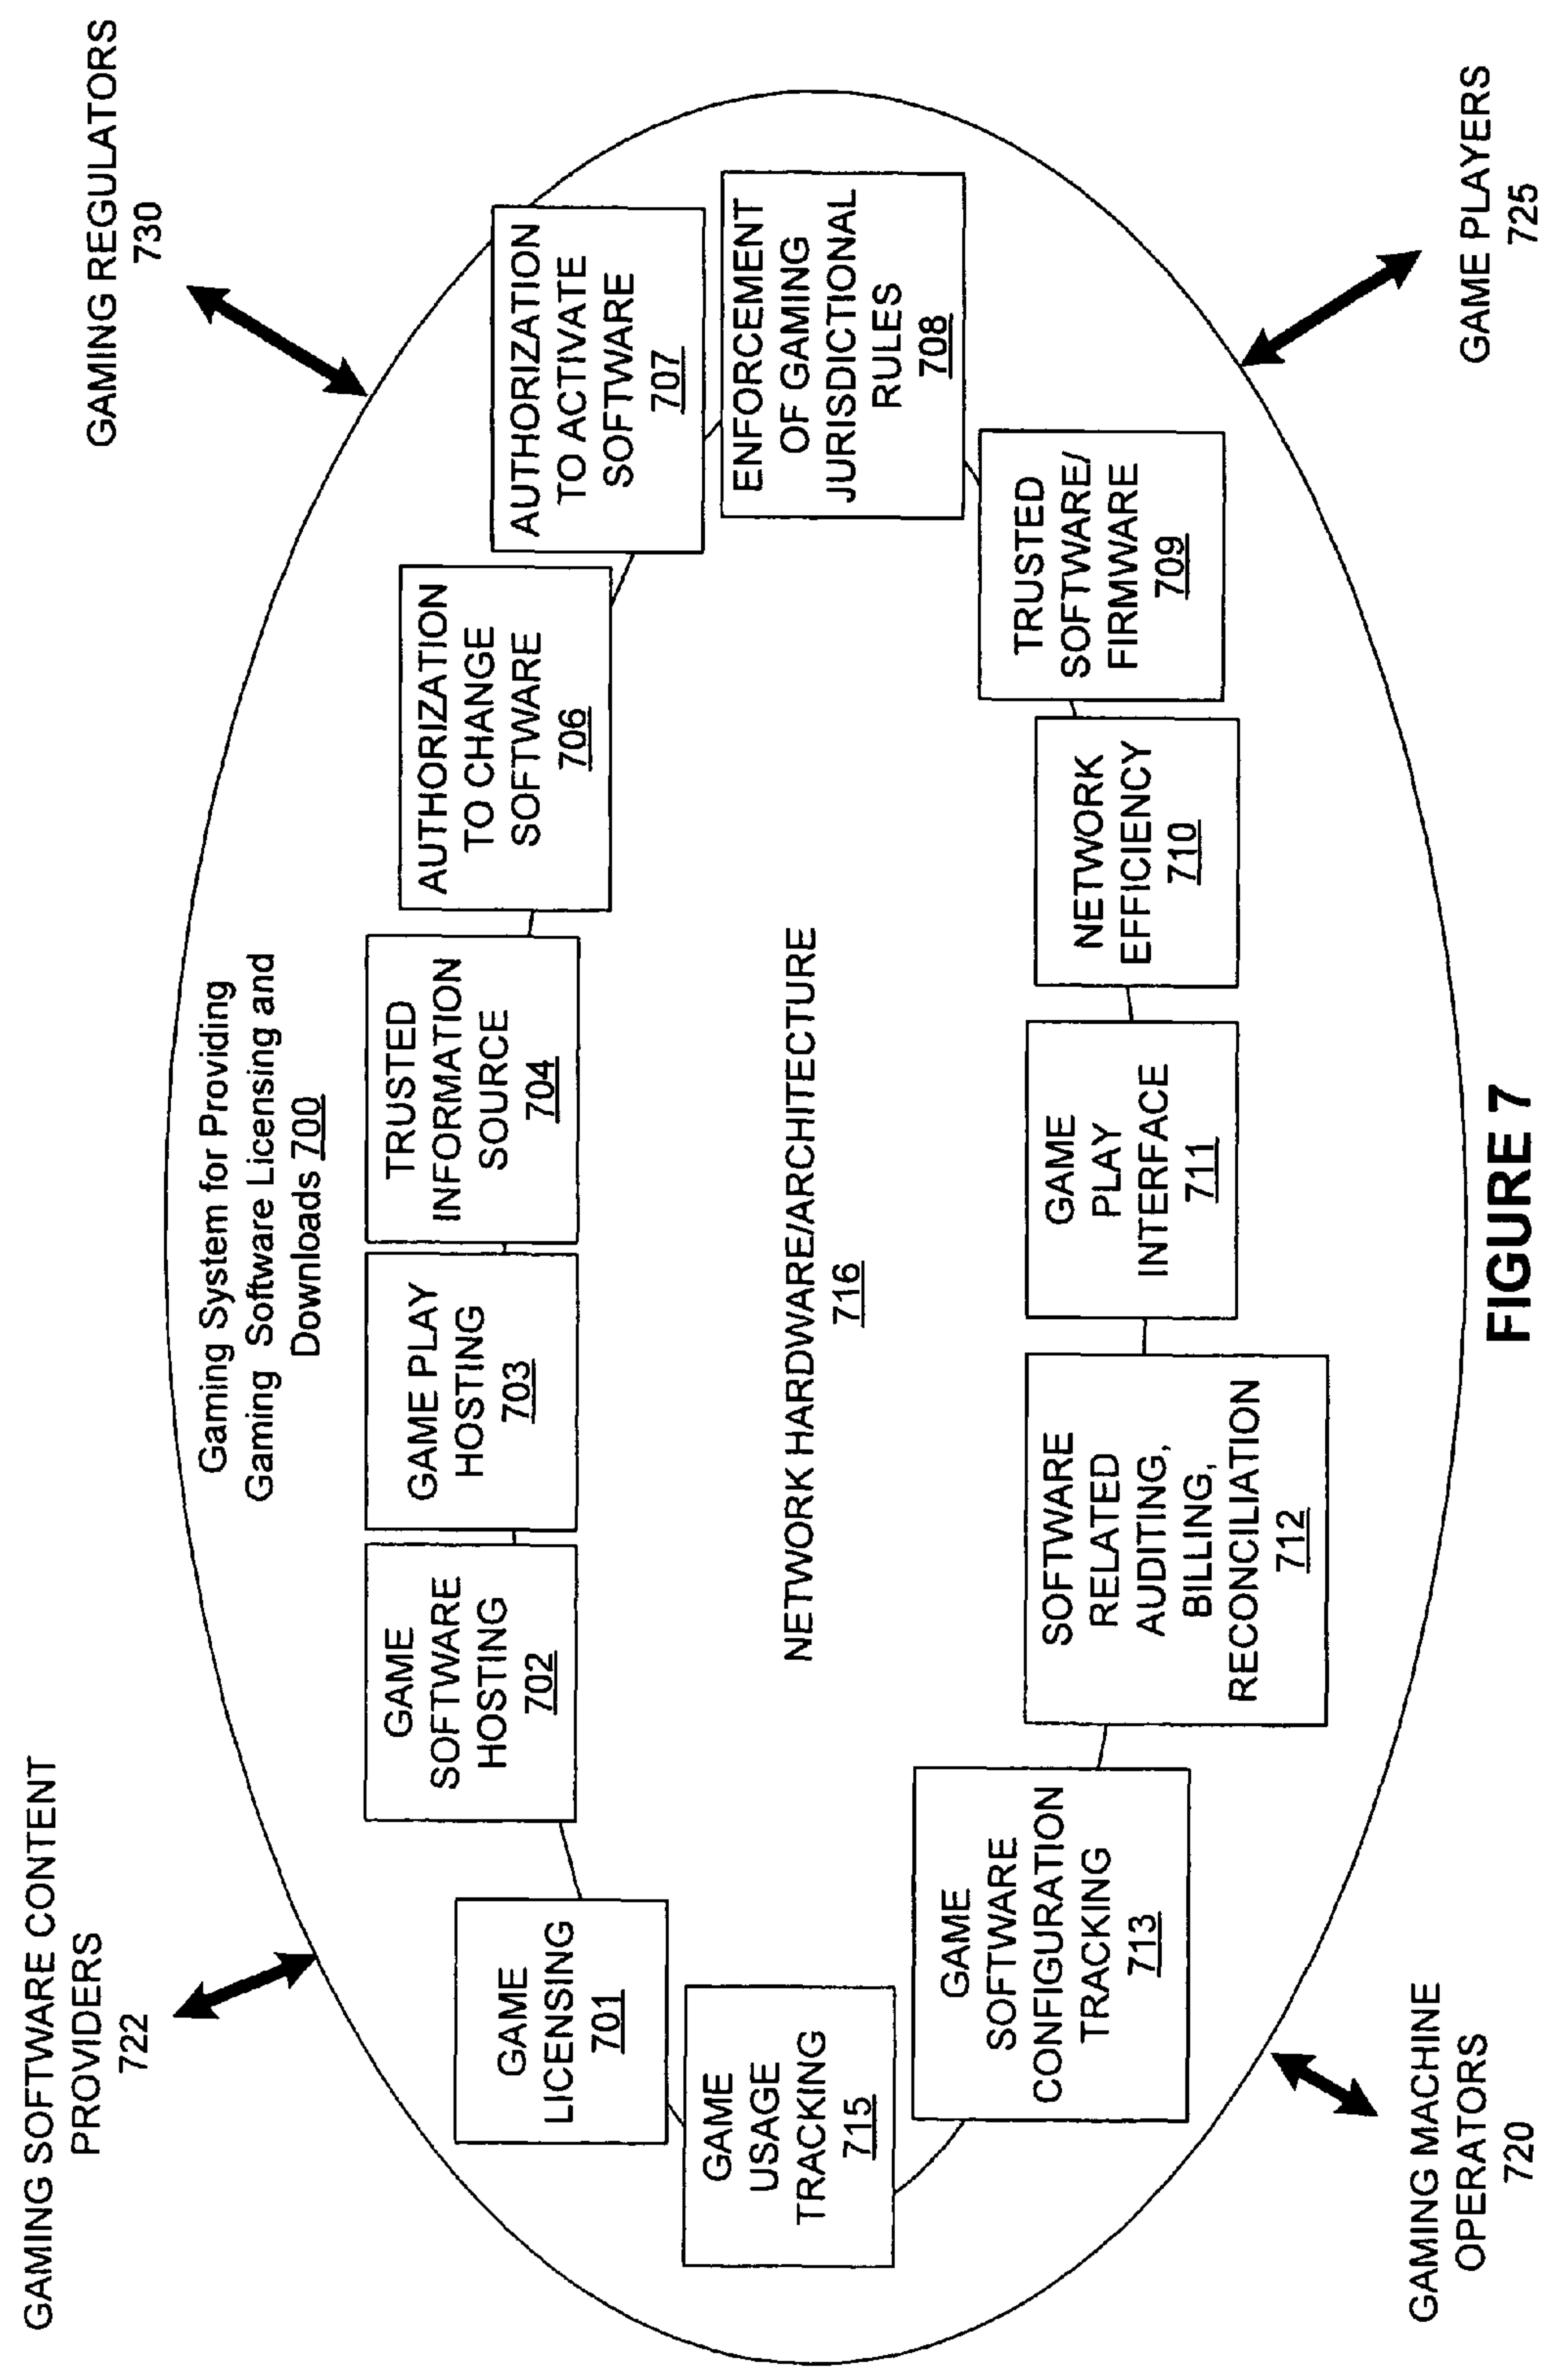 GAMING SOFTWARE CONTENT
PROVIDERS
722
GAMING REGULATORS
730
Gaming System for Providing
Gaming Software Licensing and
Downloads 700
GAME
LICENSING
701
GAME
SOFTWARE
HOSTING
702
GAME PLAY
HOSTING
703
TRUSTED
INFORMATION
SOURCE
704
AUTHORIZATION
TO CHANGE
SOFTWARE
706
AUTHORIZATION
TO ACTIVATE
SOFTWARE
707
ENFORCEMENT
OF GAMING
JURISDICTIONAL
RULES
708
NETWORK HARDWARE/ARCHITECTURE
716
GAME
USAGE
TRACKING
715
GAME
SOFTWARE
CONFIGURATION
TRACKING
713
SOFTWARE
RELATED
AUDITING,
BILLING,
RECONCILIATION
712
GAME
PLAY
INTERFACE
711
NETWORK
EFFICIENCY
710
TRUSTED
SOFTWARE/
FIRMWARE
709
GAMING MACHINE
OPERATORS
720
GAME PLAYERS
725
FIGURE 7